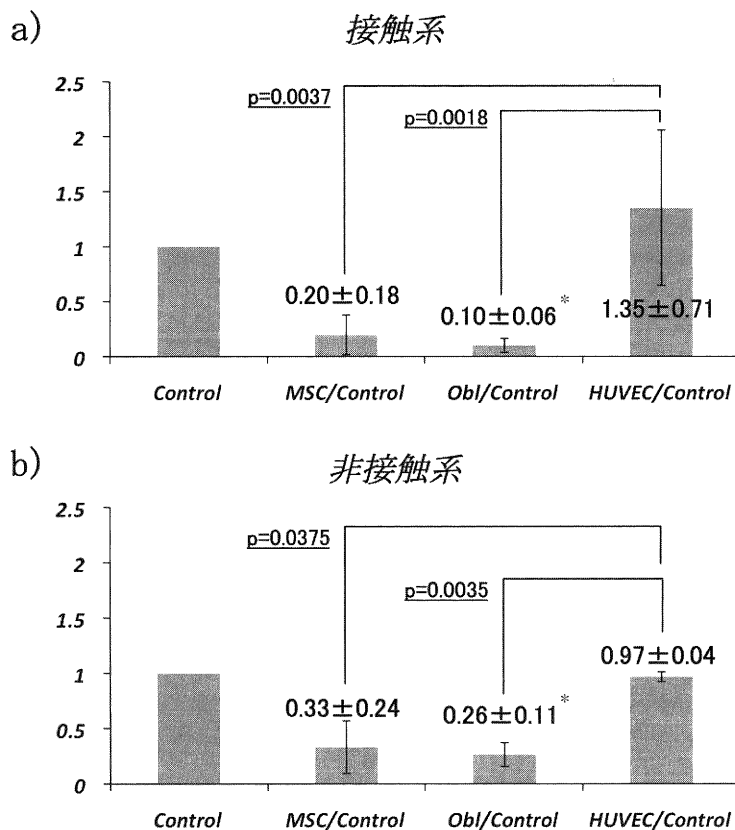 a)
接触系
2.5
2
1.5
1
0.5
0
p=0.0037
p=0.0018
0.20±0.18
0.10±0.06*
1.35±0.71
Control
MSC/Control
Obl/Control
HUVEC/Control
b)
非接触系
2.5
2
1.5
1
0.5
0
p=0.0375
p=0.0035
0.33±0.24
0.26±0.11*
0.97±0.04
Control
MSC/Control
Obl/Control
HUVEC/Control